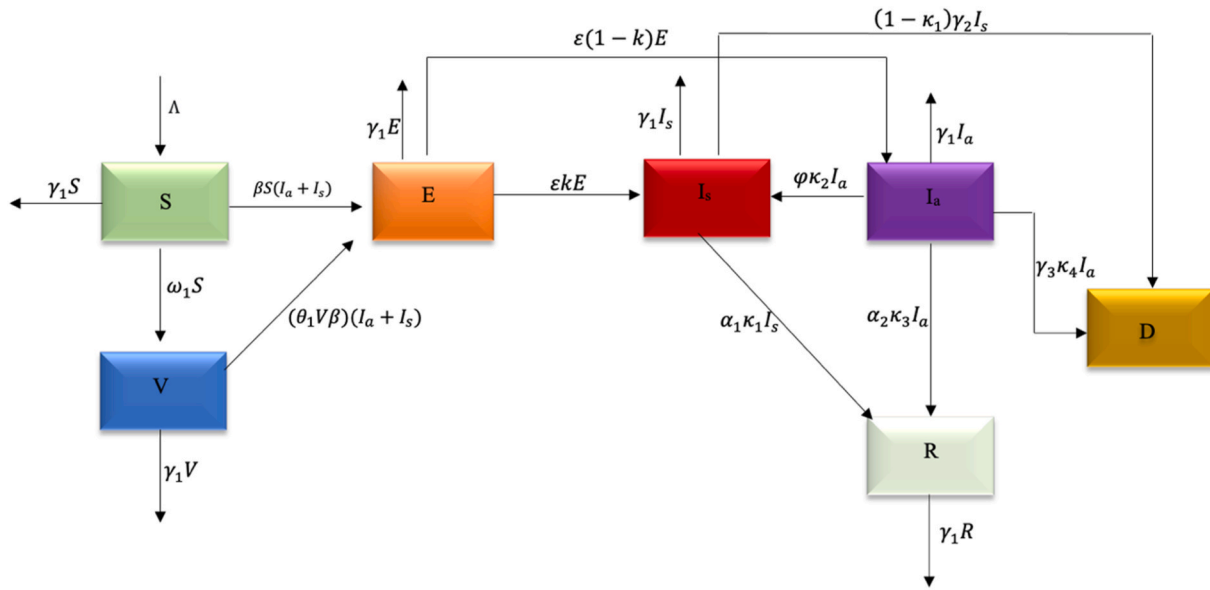 (1 − κ₁)γ₂Iₛ
ε(1 − k)E
Λ
γ₁E
γ₁Iₛ
γ₁Iₐ
γ₁S
S
βS(Iₐ + Iₛ)
E
εkE
Iₛ
φκ₂Iₐ
Iₐ
ω₁S
(θ₁Vβ)(Iₐ + Iₛ)
γ₃κ₄Iₐ
α₁κ₁Iₛ
α₂κ₃Iₐ
D
V
γ₁V
R
γ₁R